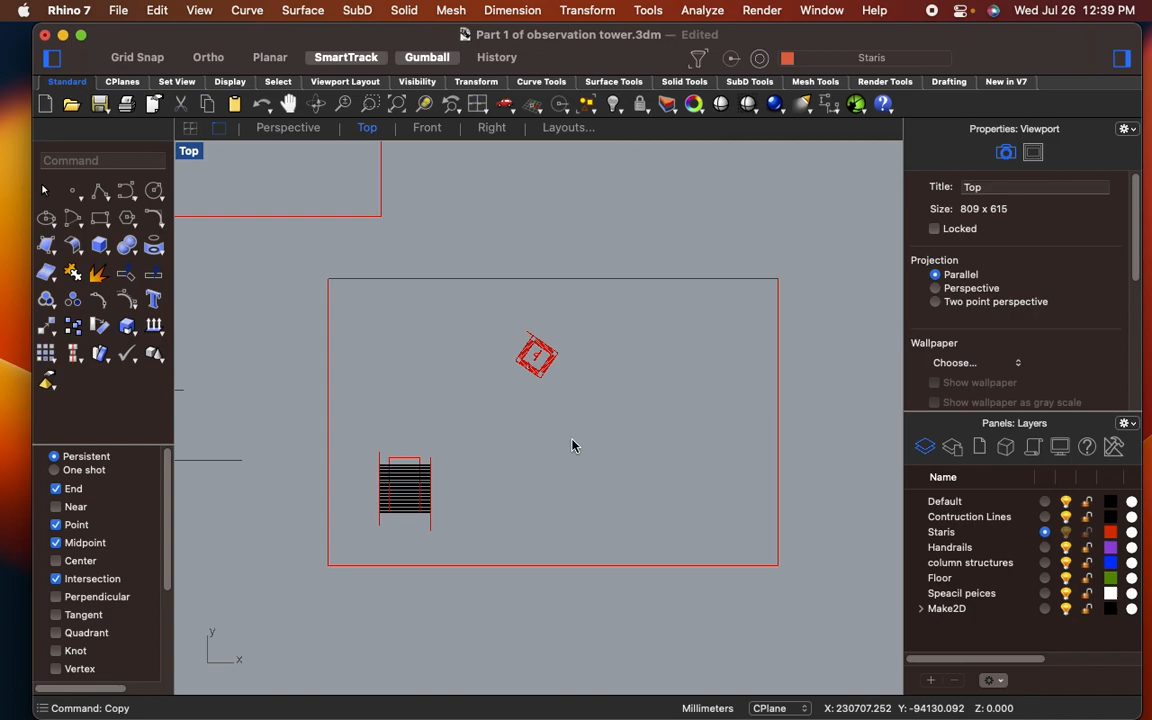 Rhino 7 File Edit View Curve Surface SubD Solid Mesh Dimension Transform Tools Analyze Render Window Help Wed Jul 26 12:39 PM
Part 1 of observation tower.3dm — Edited
Grid Snap Ortho Planar SmartTrack Gumball History Staris
Standard CPlanes Set View Display Select Viewport Layout Visibility Transform Curve Tools Surface Tools Solid Tools SubD Tools Mesh Tools Render Tools Drafting New in V7
Perspective Top Front Right Layouts... Properties: Viewport
Top
Command
Title: Top
Size: 809 x 615
Locked
Projection
Parallel
Perspective
Two point perspective
Wallpaper
Choose...
Show wallpaper
Show wallpaper as gray scale
Panels: Layers
Persistent
One shot
End
Near
Point
Midpoint
Center
Intersection
Perpendicular
Tangent
Quadrant
Knot
Vertex
Name
Default
Contruction Lines
Staris
Handrails
column structures
Floor
Speacil peices
Make2D
y
x
Command: Copy Millimeters CPlane X:230707.252 Y:-94130.092 Z:0.000